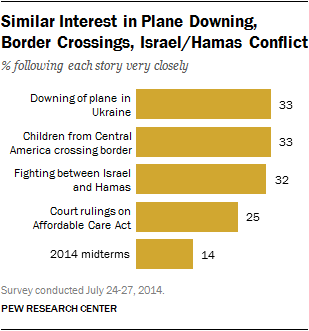 Similar Interest in Plane Downing,
Border Crossings, Israel/Hamas Conflict
% following each story very closely
Downing of plane in
Ukraine
33
Children from Central
America crossing border
33
Fighting between Israel
and Hamas
32
Court rulings on
Affordable Care Act
25
2014 midterms
14
Survey conducted July 24-27, 2014.
PEW RESEARCH CENTER